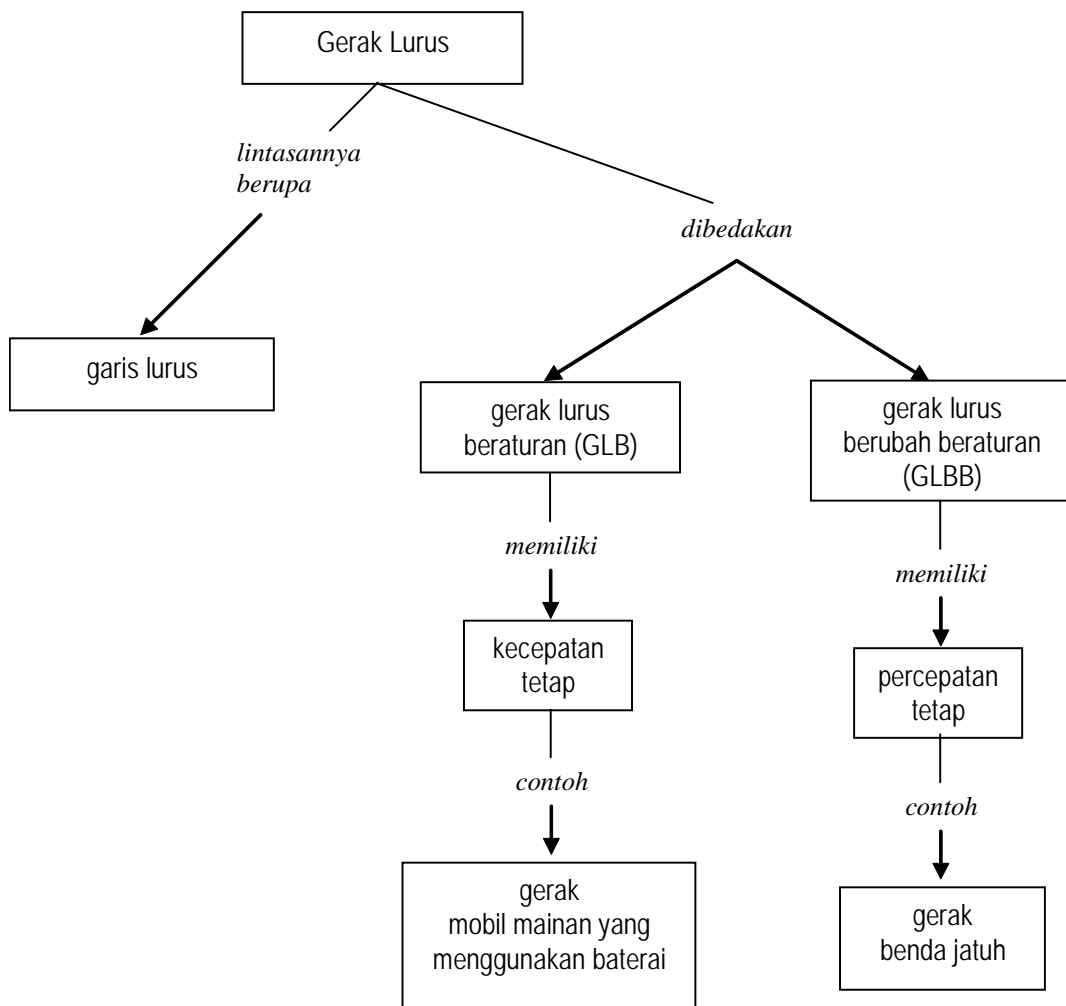 Gerak Lurus
lintasannya
berupa
dibedakan
garis lurus
gerak lurus
beraturan (GLB)
gerak lurus
berubah beraturan
(GLBB)
memiliki
memiliki
kecepatan
tetap
percepatan
tetap
contoh
contoh
gerak
mobil mainan yang
menggunakan baterai
gerak
benda jatuh